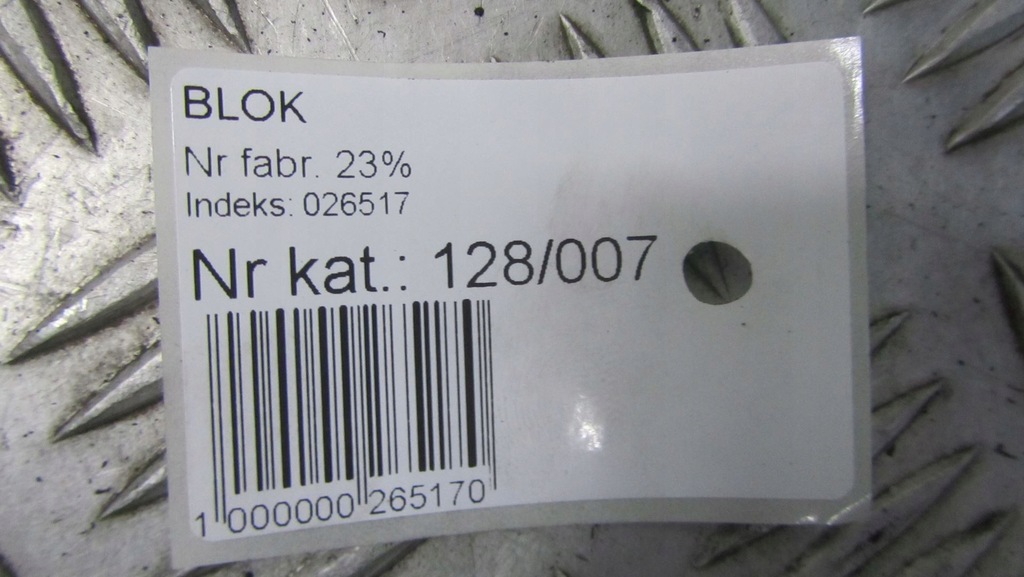 BLOK
Nr fabr. 23%
Indeks: 026517
Nr kat.: 128/007
1 000000 265170